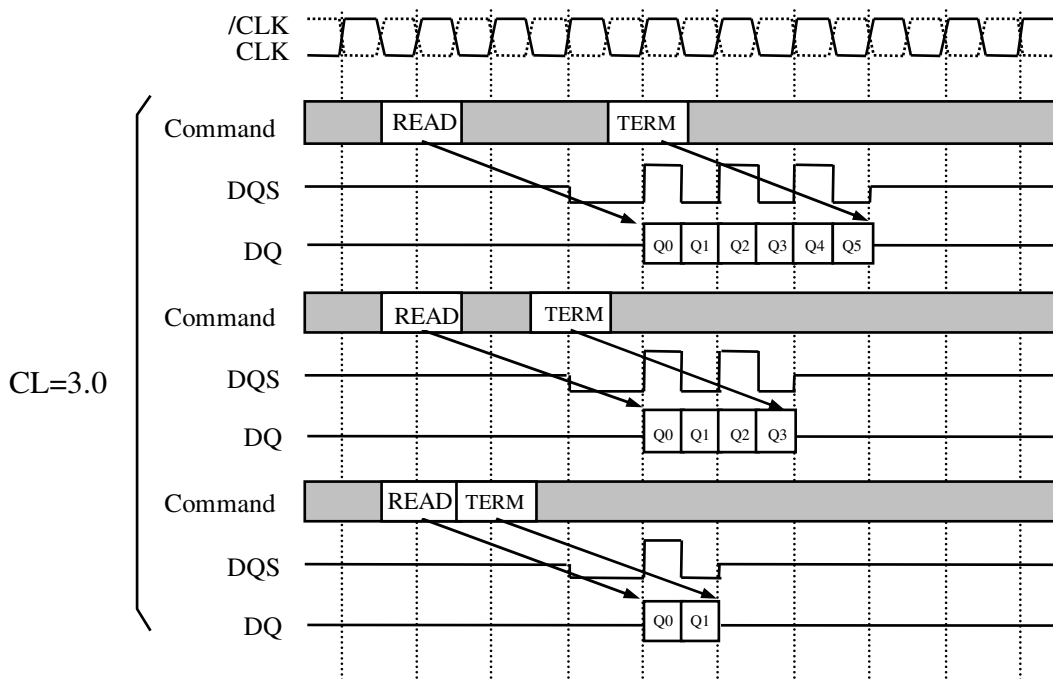 /CLK
CLK
Command READ TERM
DQS
DQ Q0 Q1 Q2 Q3 Q4 Q5
Command READ TERM
CL=3.0
DQS
DQ Q0 Q1 Q2 Q3
Command READ TERM
DQS
DQ Q0 Q1